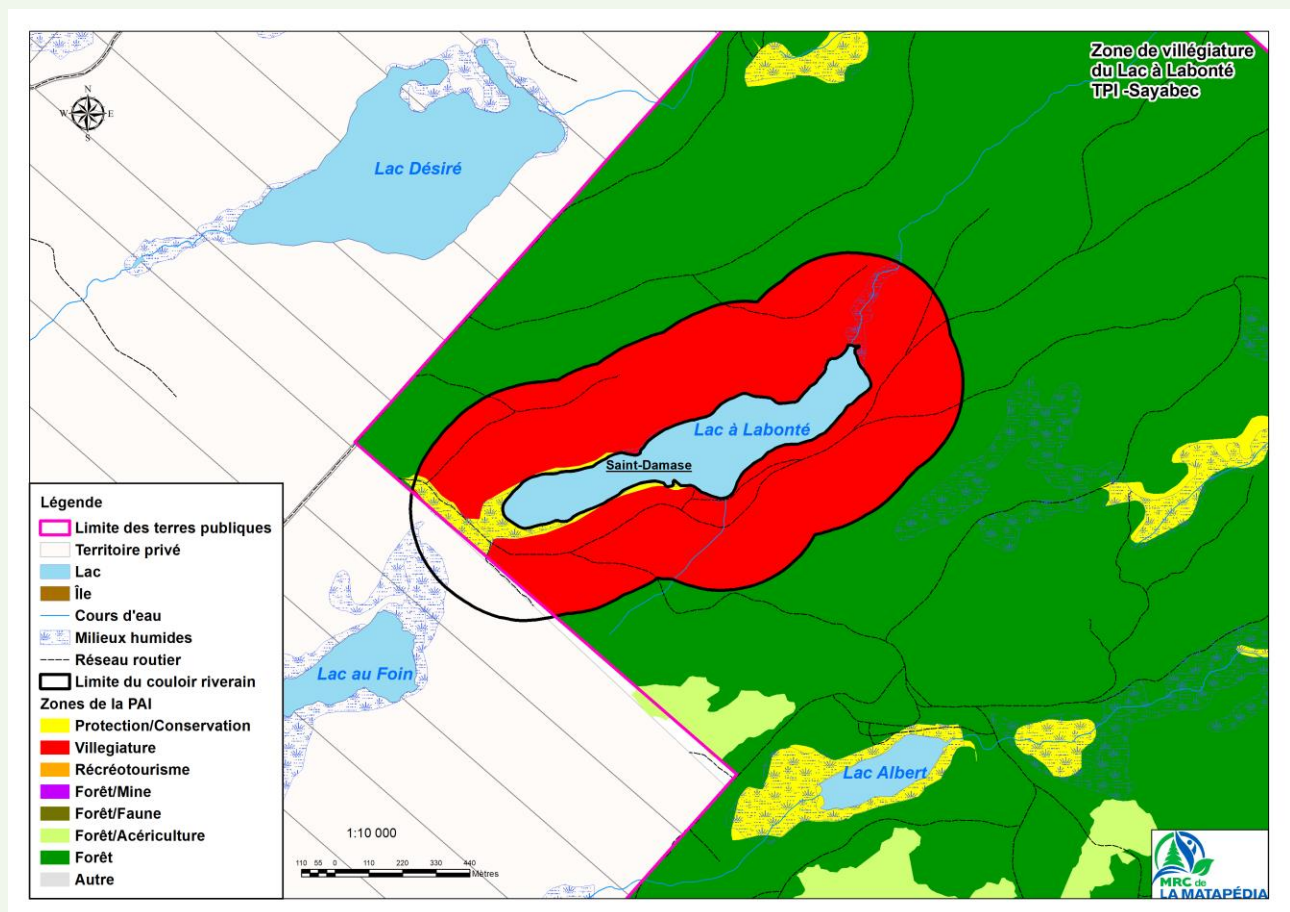 Zone de villégiature
du Lac à Labonté
TPI -Sayabec
N
W E
S
Lac Désiré
Lac à Labonté
Saint-Damase
Lac au Foin
Lac Albert
Légende
Limite des terres publiques
Territoire privé
Lac
Île
Cours d'eau
Milieux humides
Réseau routier
Limite du couloir riverain
Zones de la PAI
Protection/Conservation
Villegiature
Récréotourisme
Forêt/Mine
Forêt/Faune
Forêt/Acériculture
Forêt
Autre
1:10 000
110 55 0 110 220 330 440
Mètres
MRC de
LA MATAPÉDIA